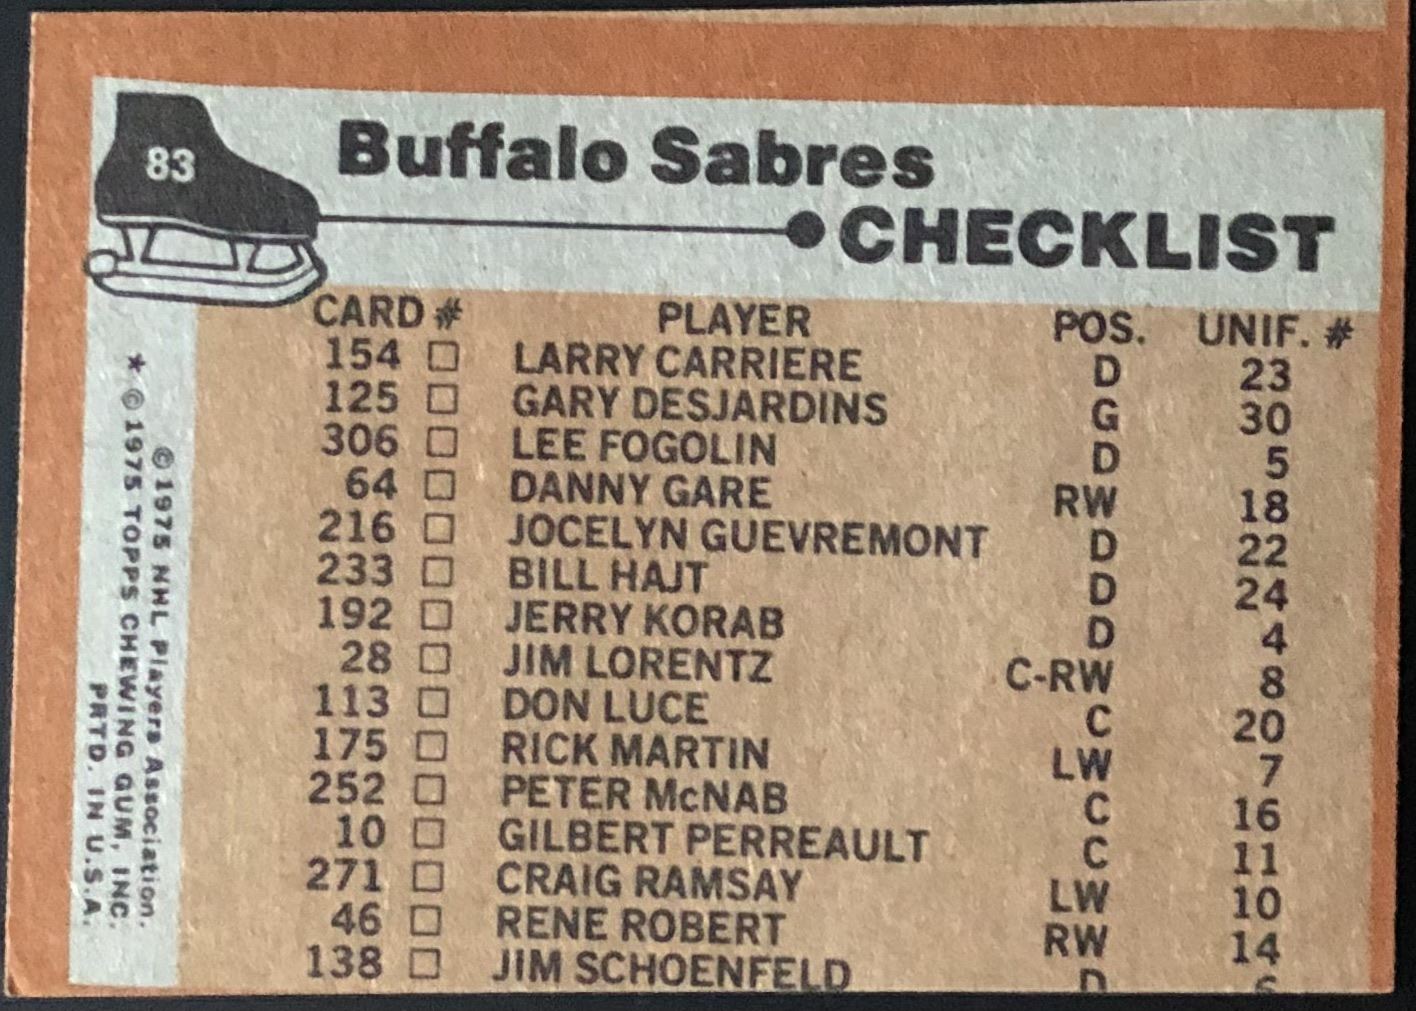 83
Buffalo Sabres
CHECKLIST
CARD # PLAYER POS. UNIF. #
154 □ LARRY CARRIERE D 23
125 □ GARY DESJARDINS G 30
306 □ LEE FOGOLIN D 5
64 □ DANNY GARE RW 18
216 □ JOCELYN GUEVREMONT D 22
233 □ BILL HAJT D 24
192 □ JERRY KORAB D 4
28 □ JIM LORENTZ C-RW 8
113 □ DON LUCE C 20
175 □ RICK MARTIN LW 7
252 □ PETER McNAB C 16
10 □ GILBERT PERREAULT C 11
271 □ CRAIG RAMSAY LW 10
46 □ RENE ROBERT RW 14
138 □ JIM SCHOENFELD D 6
©1975 NHL Players Association.
* ©1975 TOPPS CHEWING GUM, INC.
PRTD. IN U.S.A.